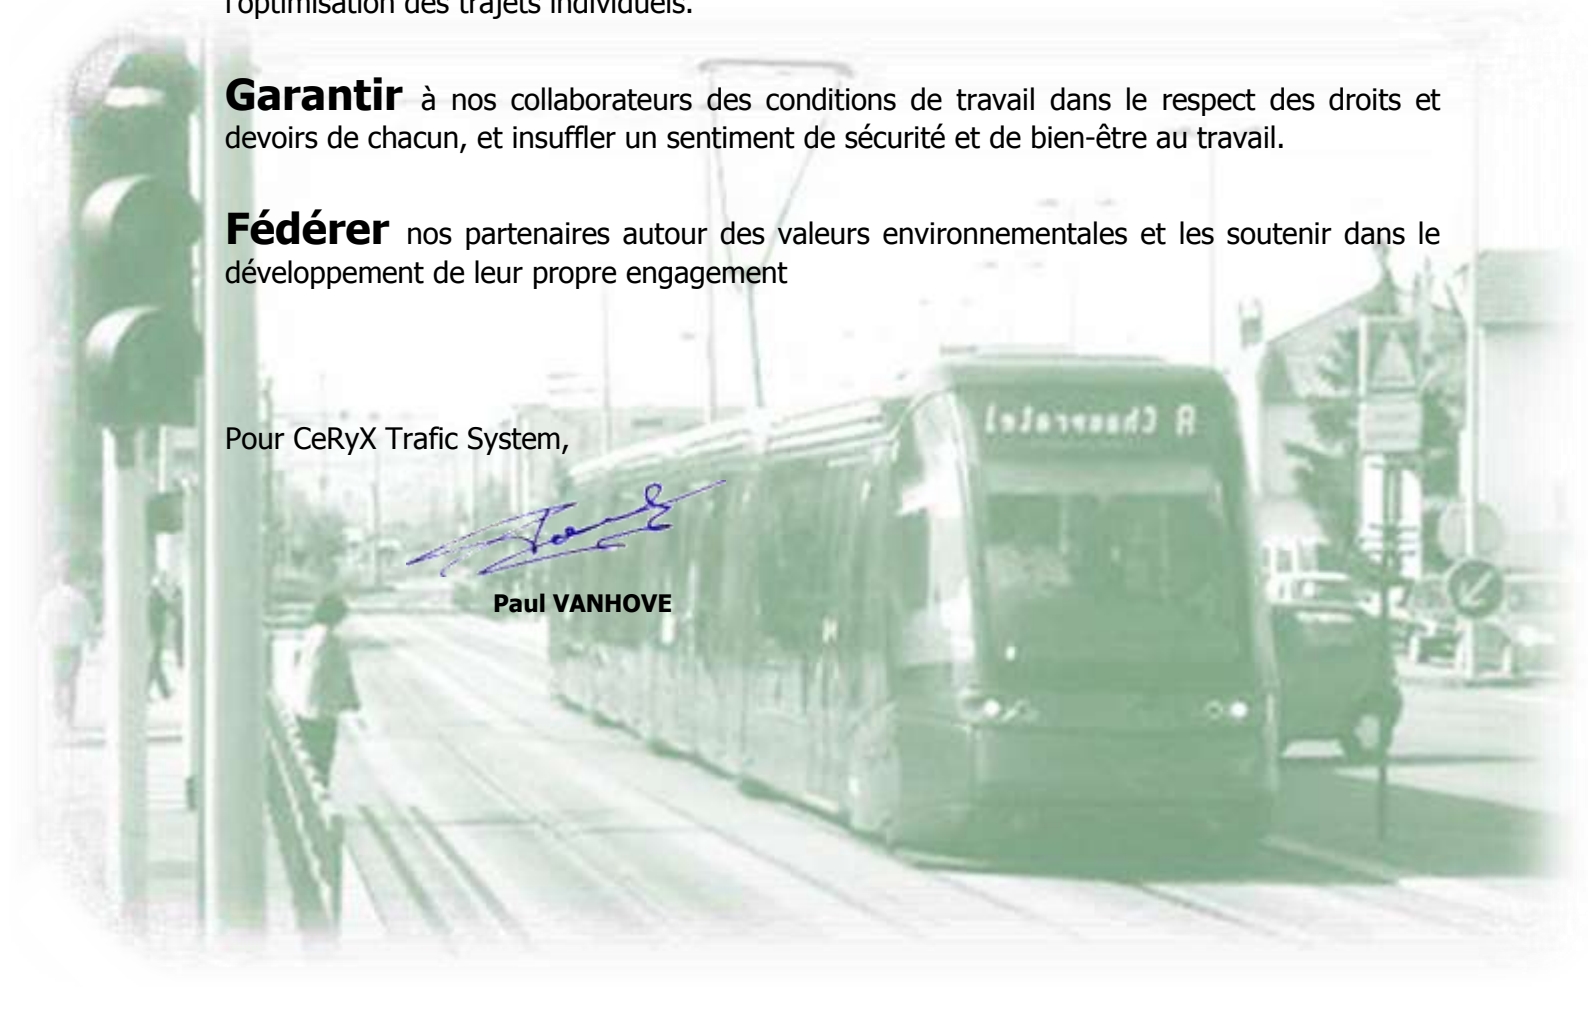 l'optimisation des trajets individuels.
Garantir à nos collaborateurs des conditions de travail dans le respect des droits et
devoirs de chacun, et insuffler un sentiment de sécurité et de bien-être au travail.
Fédérer nos partenaires autour des valeurs environnementales et les soutenir dans le
développement de leur propre engagement
Pour CeRyX Trafic System,
Paul VANHOVE